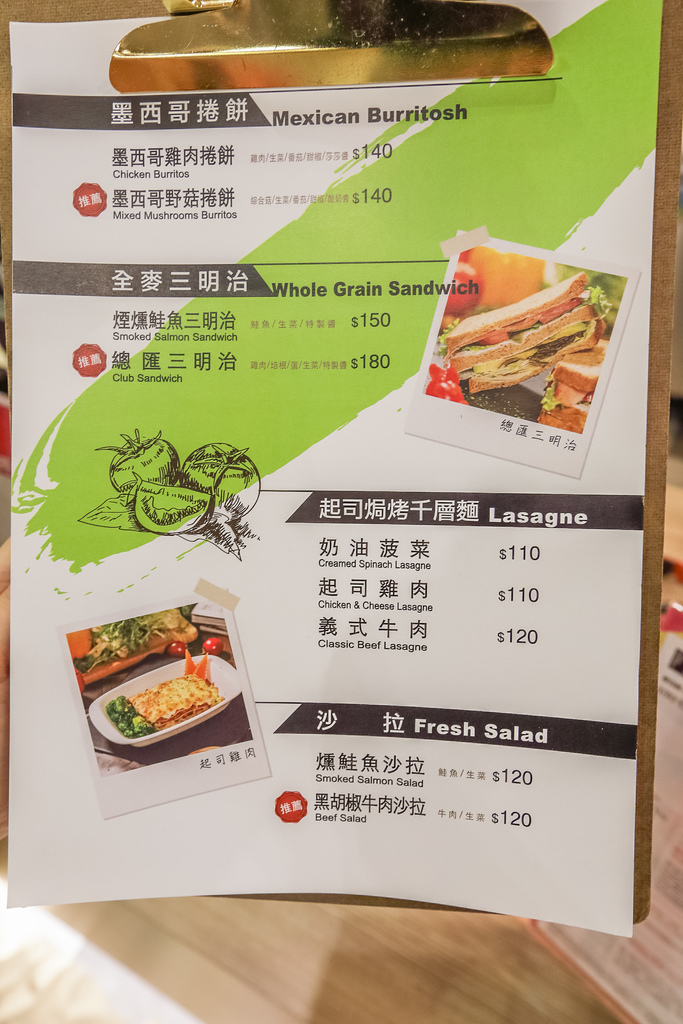 墨西哥捲餅 Mexican Burritosh
墨西哥雞肉捲餅 雞肉/生菜/番茄/甜椒/莎莎醬 $140
Chicken Burritos
推薦 墨西哥野菇捲餅 綜合菇/生菜/番茄/甜椒/酸奶醬 $140
Mixed Mushrooms Burritos
全麥三明治 Whole Grain Sandwich
煙燻鮭魚三明治 鮭魚/生菜/特製醬 $150
Smoked Salmon Sandwich
推薦 總匯三明治 雞肉/培根/蛋/生菜/特製醬 $180
Club Sandwich
總匯三明治
起司焗烤千層麵 Lasagne
奶油菠菜 $110
Creamed Spinach Lasagne
起司雞肉 $110
Chicken & Cheese Lasagne
義式牛肉 $120
Classic Beef Lasagne
起司雞肉
沙拉 Fresh Salad
燻鮭魚沙拉 鮭魚/生菜 $120
Smoked Salmon Salad
推薦 黑胡椒牛肉沙拉 牛肉/生菜 $120
Beef Salad